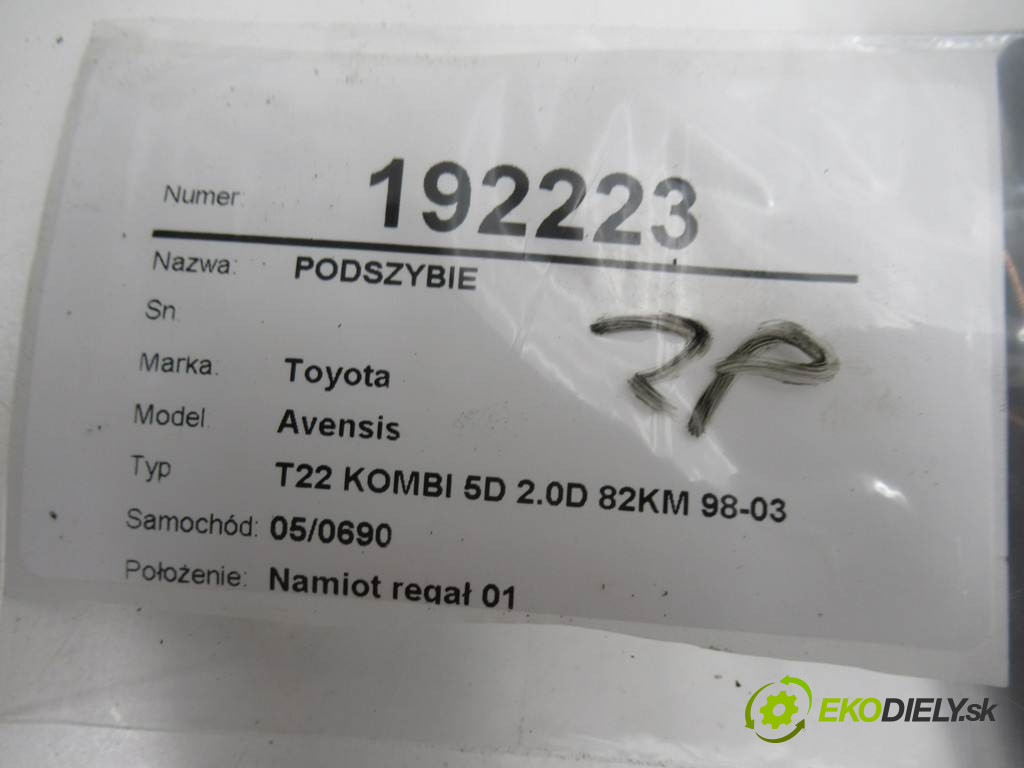 Numer: 192223
Nazwa: PODSZYBIE
Sn
Marka: Toyota
ZP
Model Avensis
Typ T22 KOMBI 5D 2.0D 82KM 98-03
Samochód: 05/0690
Położenie: Namiot regał 01
EKODIELY.sk